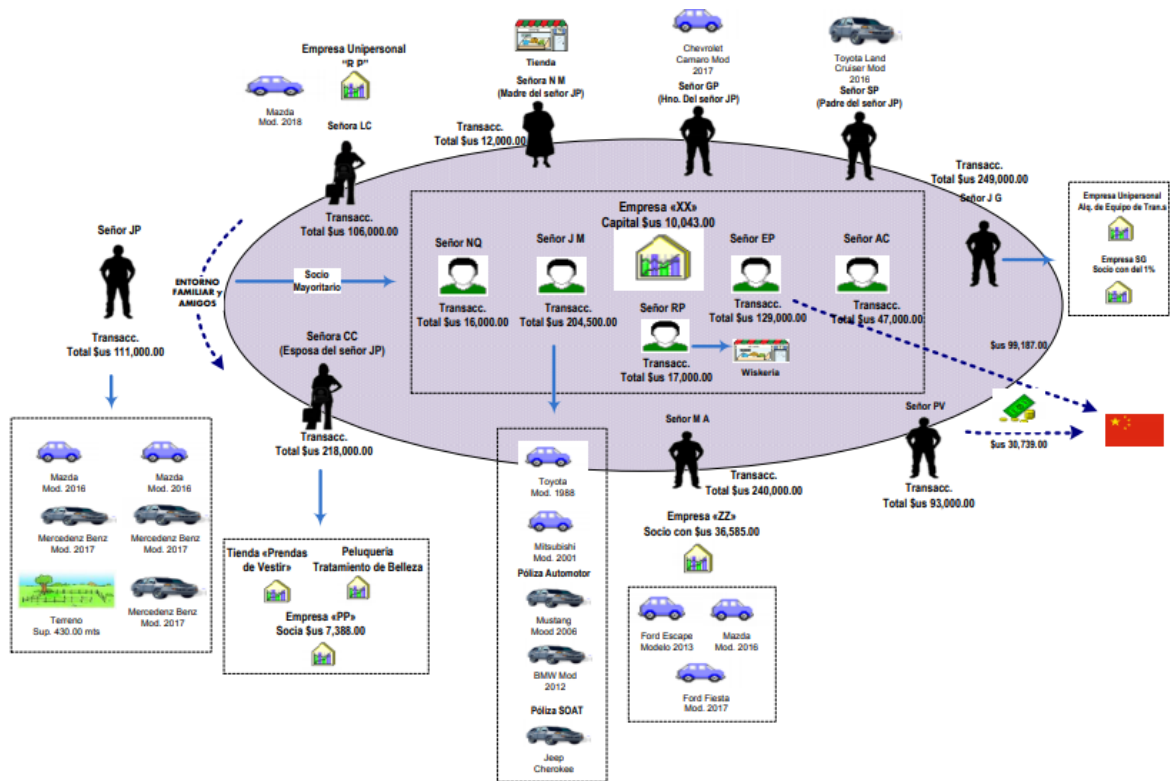 Empresa Unipersonal
"R P"
Mazda
Mod. 2018
Señora LC
Transacc.
Total $us 106,000.00
Tienda
Señora N M
(Madre del señor JP)
Transacc.
Total $us 12,000.00
Chevrolet
Camaro Mod
2017
Señor GP
(Hno. Del señor JP)
Toyota Land
Cruiser Mod
2016
Señor SP
(Padre del señor JP)
Transacc.
Total $us 249,000.00
Señor J G
Empresa Unipersonal
Alq. de Equipo de Tran.s
Empresa SG
Socio con del 1%
Señor JP
Transacc.
Total $us 111,000.00
ENTORNO
FAMILIAR y
AMIGOS
Socio
Mayoritario
Empresa «XX»
Capital $us 10,043.00
Señor NQ
Transacc.
Total $us 16,000.00
Señor J M
Transacc.
Total $us 204,500.00
Señor EP
Transacc.
Total $us 129,000.00
Señor AC
Transacc.
Total $us 47,000.00
Señor RP
Transacc.
Total $us 17,000.00
Wiskeria
$us 99,187.00
Señora CC
(Esposa del señor JP)
Transacc.
Total $us 218,000.00
Señor M A
Transacc.
Total $us 240,000.00
Señor PV
Transacc.
Total $us 93,000.00
$us 30,739.00
Mazda
Mod. 2016
Mazda
Mod. 2016
Mercedenz Benz
Mod. 2017
Mercedenz Benz
Mod. 2017
Terreno
Sup. 430.00 mts
Mercedenz Benz
Mod. 2017
Tienda «Prendas
de Vestir»
Peluquería
Tratamiento de Belleza
Empresa «PP»
Socia $us 7,388.00
Toyota
Mod. 1988
Mitsubishi
Mod. 2001
Póliza Automotor
Mustang
Mood 2006
BMW Mod
2012
Póliza SOAT
Jeep
Cherokee
Empresa «ZZ»
Socio con $us 36,585.00
Ford Escape
Modelo 2013
Mazda
Mod. 2016
Ford Fiesta
Mod. 2017